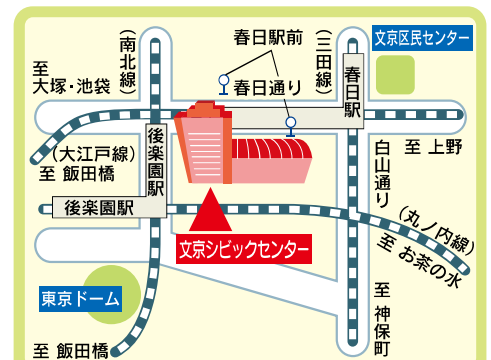 (南北線)
春日駅前
(三田線)
文京区民センター
至
大塚・池袋
春日通り
春日駅
(大江戸線)
至 飯田橋
後楽園駅
白山通り
至 上野
後楽園駅
文京シビックセンター
(丸ノ内線)
至 お茶の水
東京ドーム
至 神保町
至 飯田橋